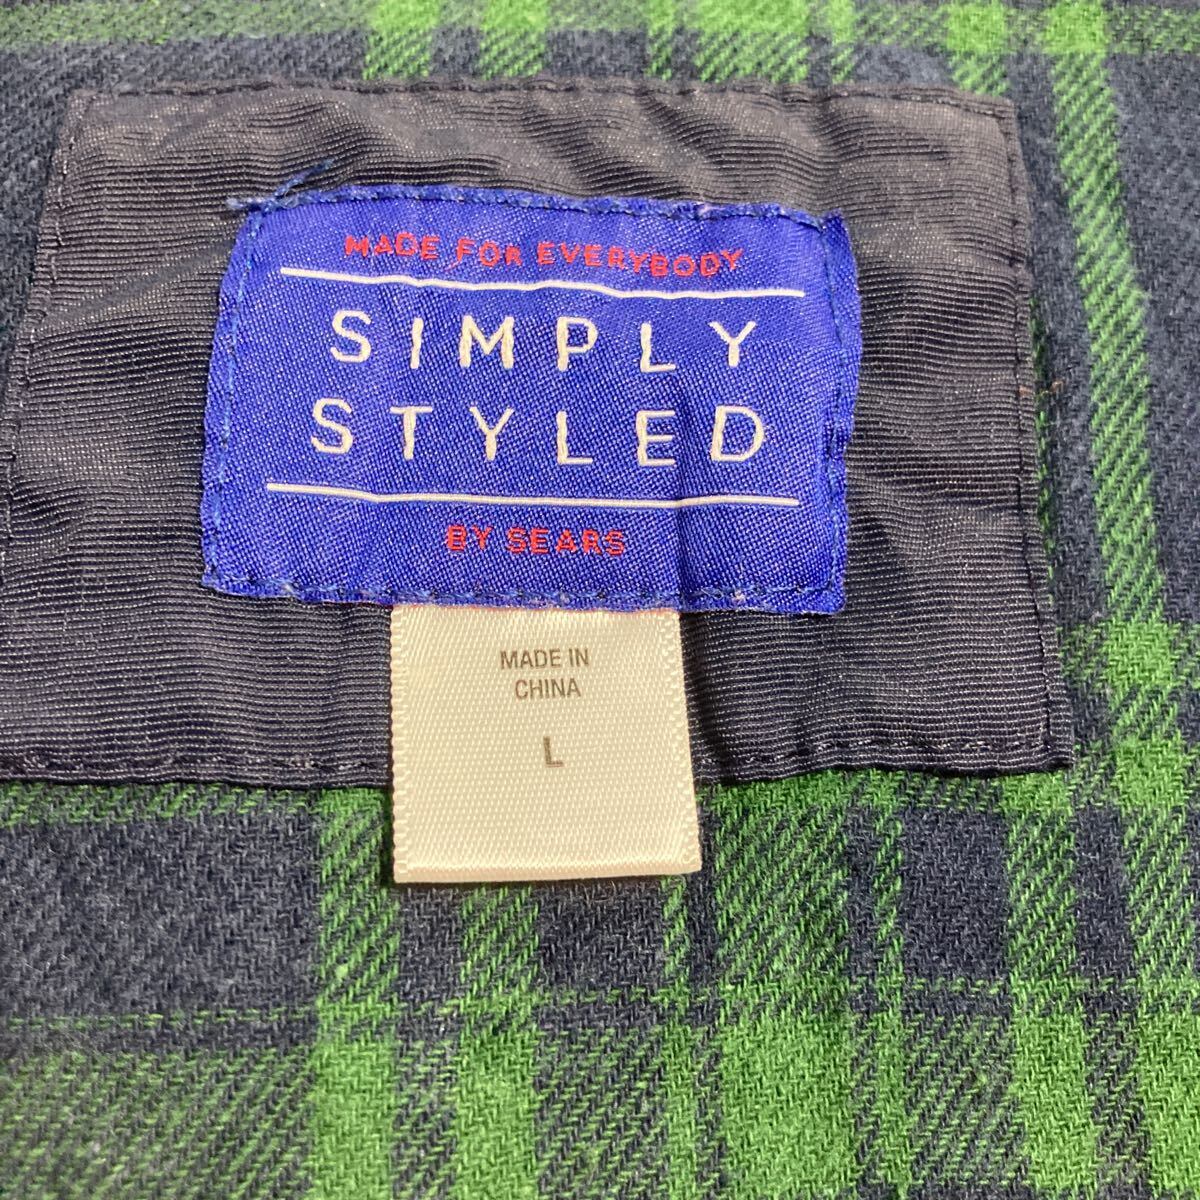 MADE FOR EVERYBODY
SIMPLY
STYLED
BY SEARS
MADE IN
CHINA
L